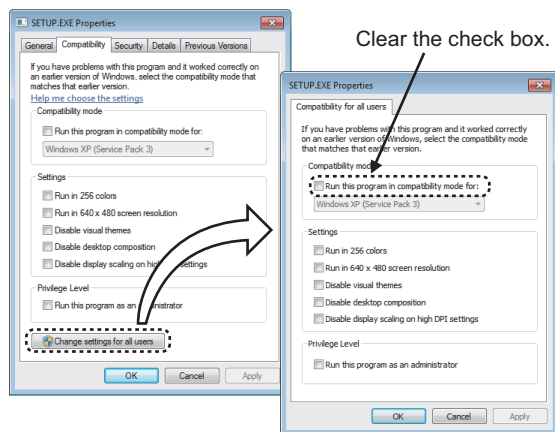 SETUP.EXE Properties
General
Compatibility
Security
Details
Previous Versions
If you have problems with this program and it worked correctly on
an earlier version of Windows, select the compatibility mode that
matches that earlier version.
Help me choose the settings
Compatibility mode
Run this program in compatibility mode for:
Windows XP (Service Pack 3)
Settings
Run in 256 colors
Run in 640 x 480 screen resolution
Disable visual themes
Disable desktop composition
Disable display scaling on high settings
Privilege Level
Run this program as an administrator
Change settings for all users
OK
Cancel
Apply
Clear the check box.
SETUP.EXE Properties
Compatibility for all users
If you have problems with this program and it worked correctly
on an earlier version of Windows, select the compatibility mode
that matches that earlier version.
Compatibility mode
Run this program in compatibility mode for:
Windows XP (Service Pack 3)
Settings
Run in 256 colors
Run in 640 x 480 screen resolution
Disable visual themes
Disable desktop composition
Disable display scaling on high DPI settings
Privilege Level
Run this program as an administrator
OK
Cancel
Apply